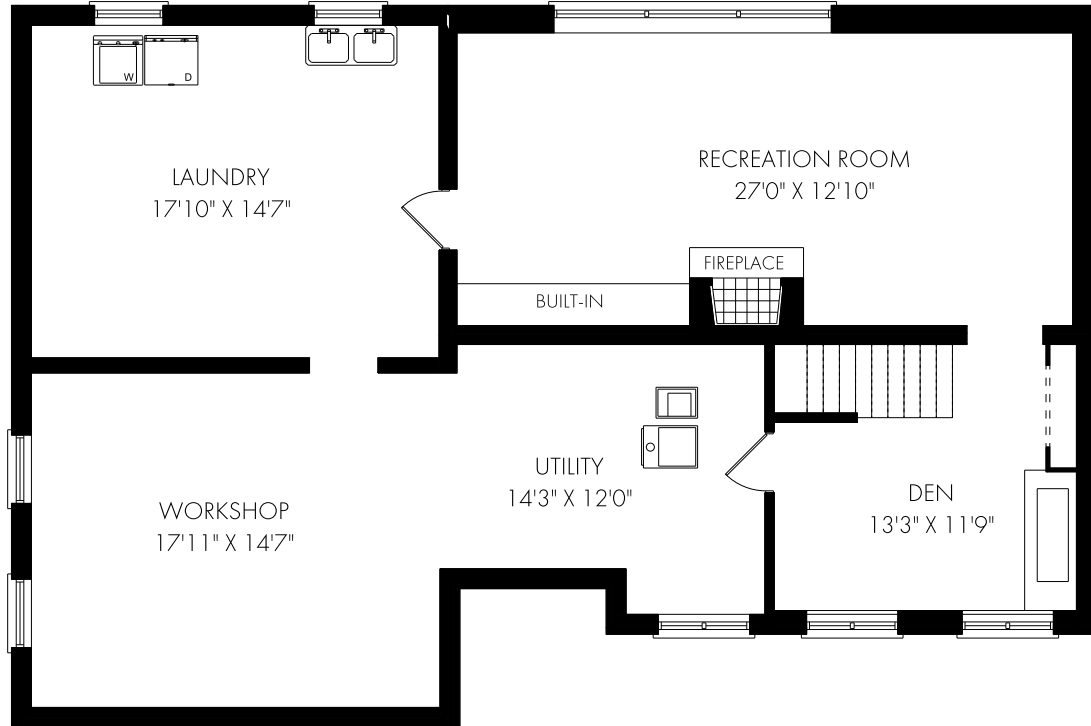 W
D
LAUNDRY
17'10" X 14'7"
RECREATION ROOM
27'0" X 12'10"
FIREPLACE
BUILT-IN
UTILITY
14'3" X 12'0"
WORKSHOP
17'11" X 14'7"
DEN
13'3" X 11'9"